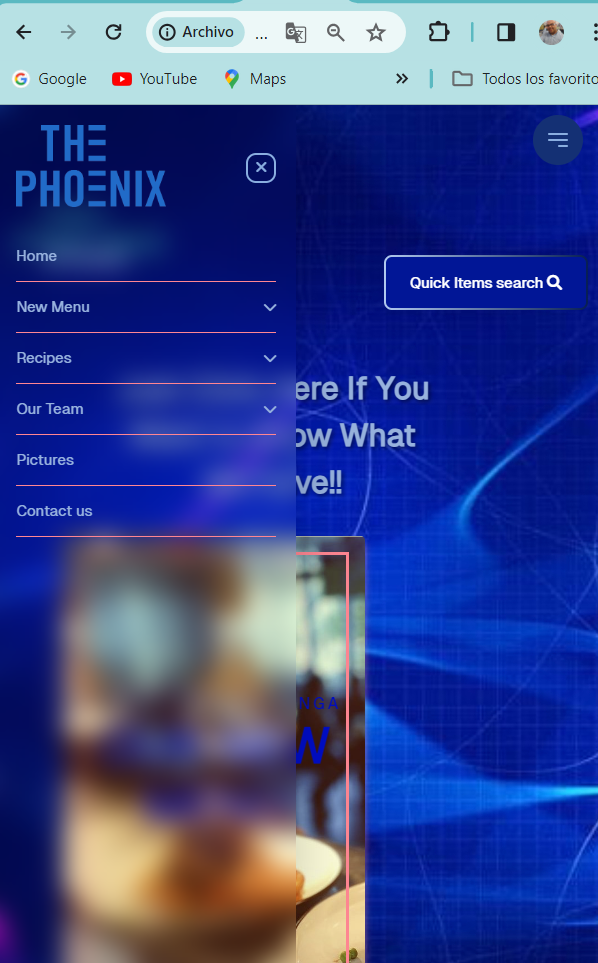 Archivo
...
Google
YouTube
Maps
Todos los favorito
THE
PHOENIX
Home
Quick Items search
New Menu
Recipes
Our Team
Pictures
Contact us
ere If You
ow What
ve!!
NGA
W